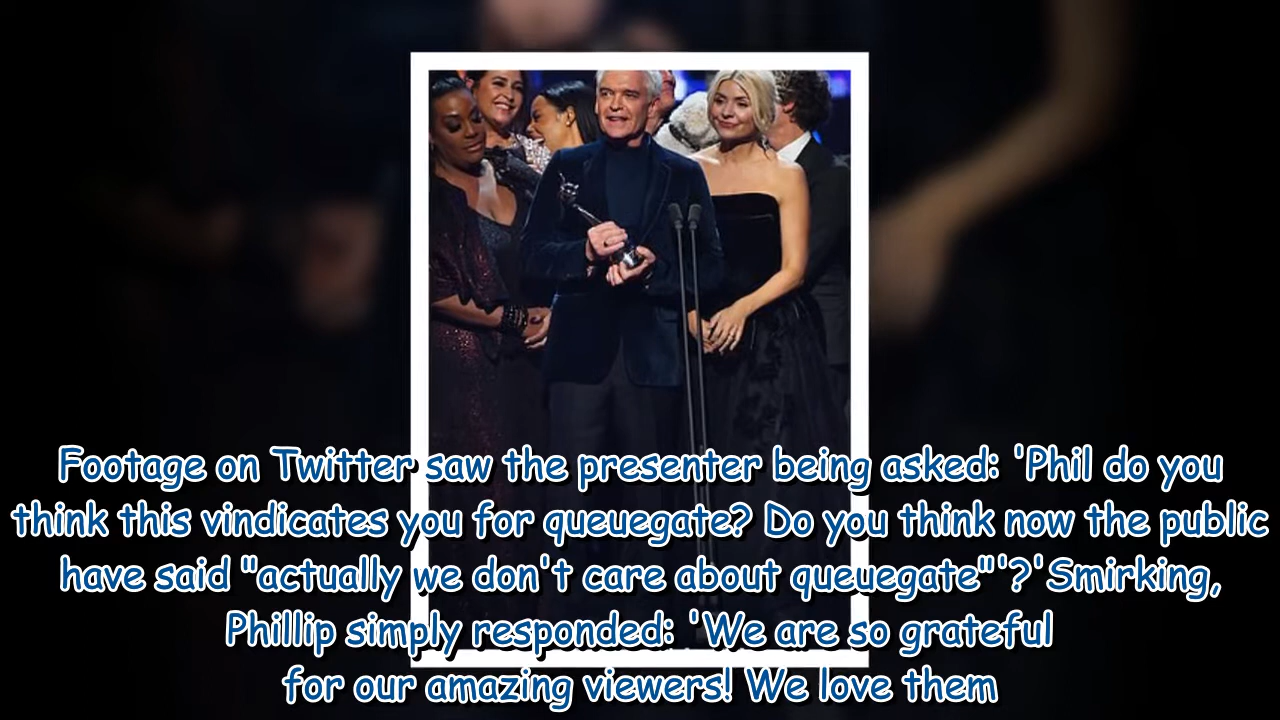 Footage on Twitter saw the presenter being asked: 'Phil do you
think this vindicates you for queuegate? Do you think now the public
have said "actually we don't care about queuegate"'?'Smirking,
Phillip simply responded: 'We are so grateful
for our amazing viewers! We love them